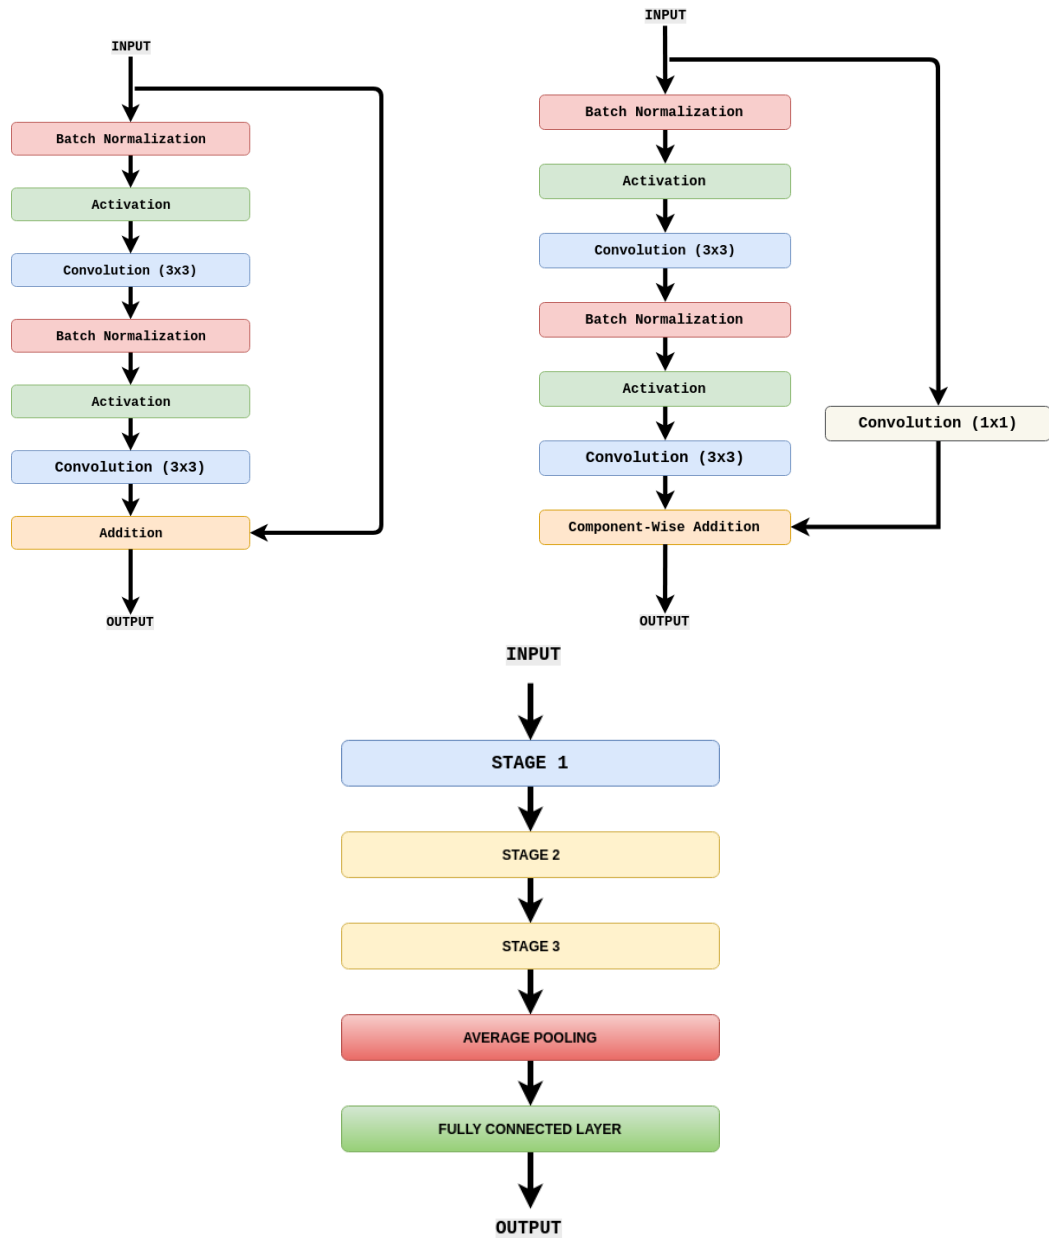 INPUT
Batch Normalization
Activation
Convolution (3x3)
Batch Normalization
Activation
Convolution (3x3)
Addition
OUTPUT
INPUT
Batch Normalization
Activation
Convolution (3x3)
Batch Normalization
Activation
Convolution (3x3)
Convolution (1x1)
Component-Wise Addition
OUTPUT
INPUT
STAGE 1
STAGE 2
STAGE 3
AVERAGE POOLING
FULLY CONNECTED LAYER
OUTPUT